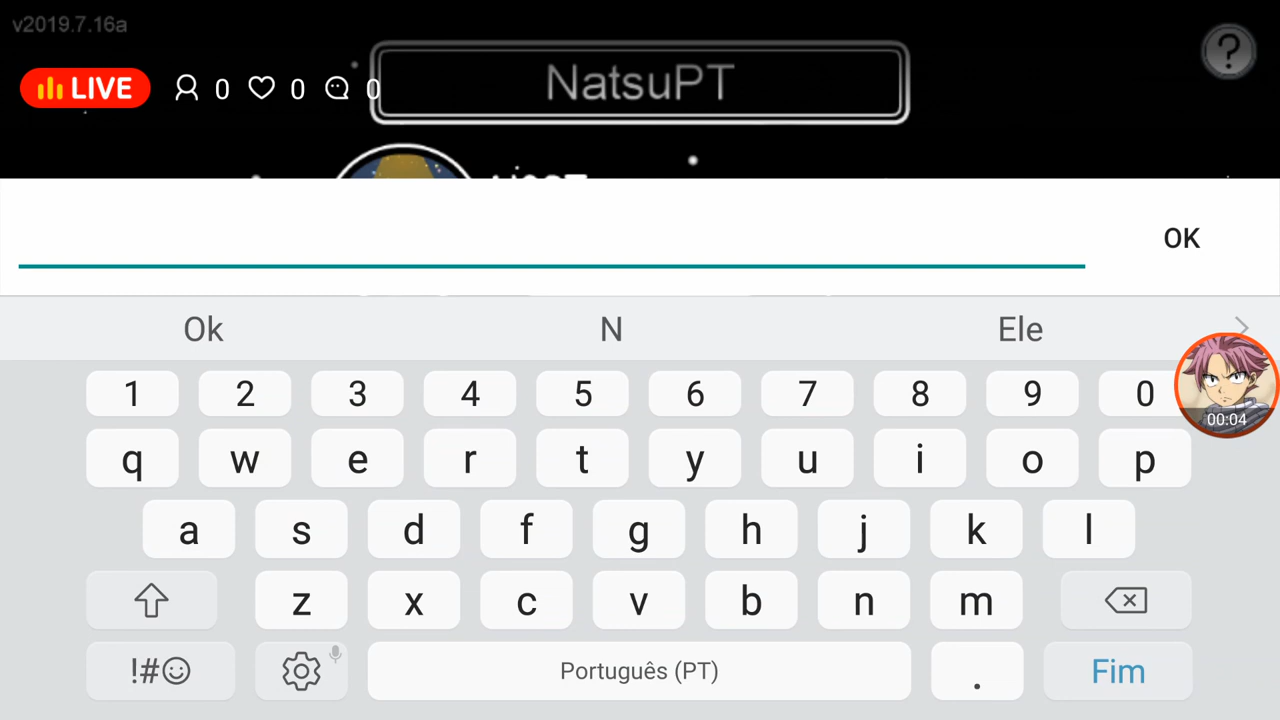 v2019.7.16a
NatsuPT
LIVE 0 0 0
OK
Ok N Ele
1 2 3 4 5 6 7 8 9 0
00:04
q w e r t y u i o p
a s d f g h j k l
z x c v b n m
!#☺ Português (PT) . Fim